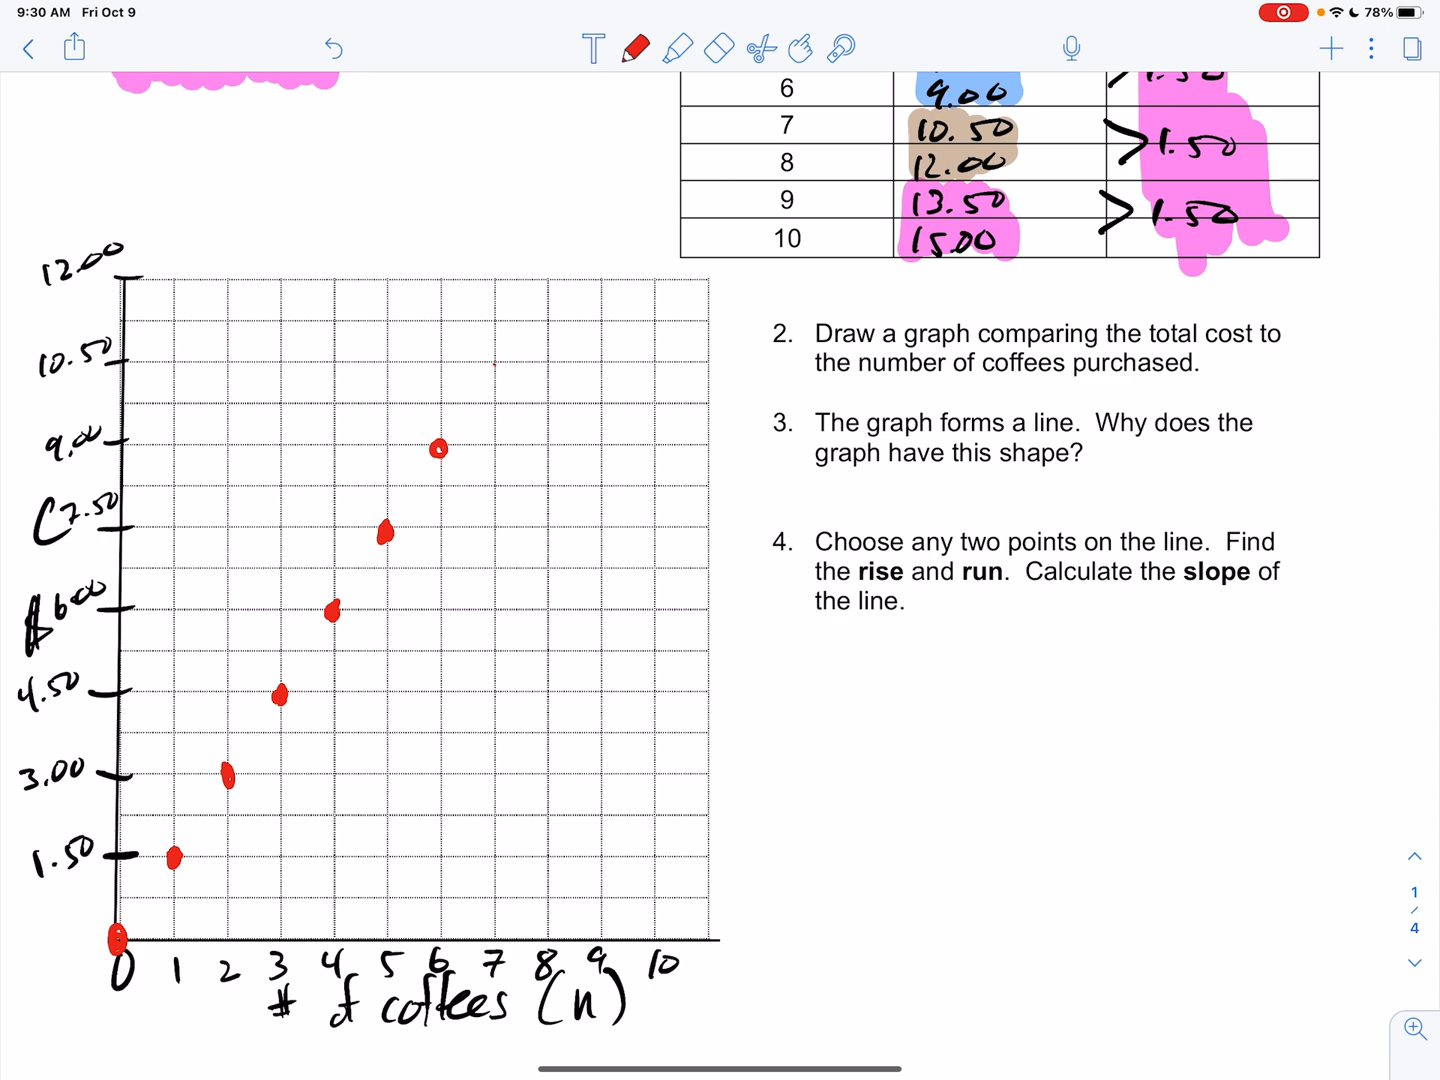 9:30 AM Fri Oct 9
78%
T
6 9.00 > 1.50
7 10.50
8 12.00 > 1.50
9 13.50
10 15.00 > 1.50
12.00
10.50
9.00
C 7.50
$ 6.00
4.50
3.00
1.50
0 1 2 3 4 5 6 7 8 9 10
# of coffees (n)
2. Draw a graph comparing the total cost to
the number of coffees purchased.
3. The graph forms a line. Why does the
graph have this shape?
4. Choose any two points on the line. Find
the rise and run. Calculate the slope of
the line.
1
/
4